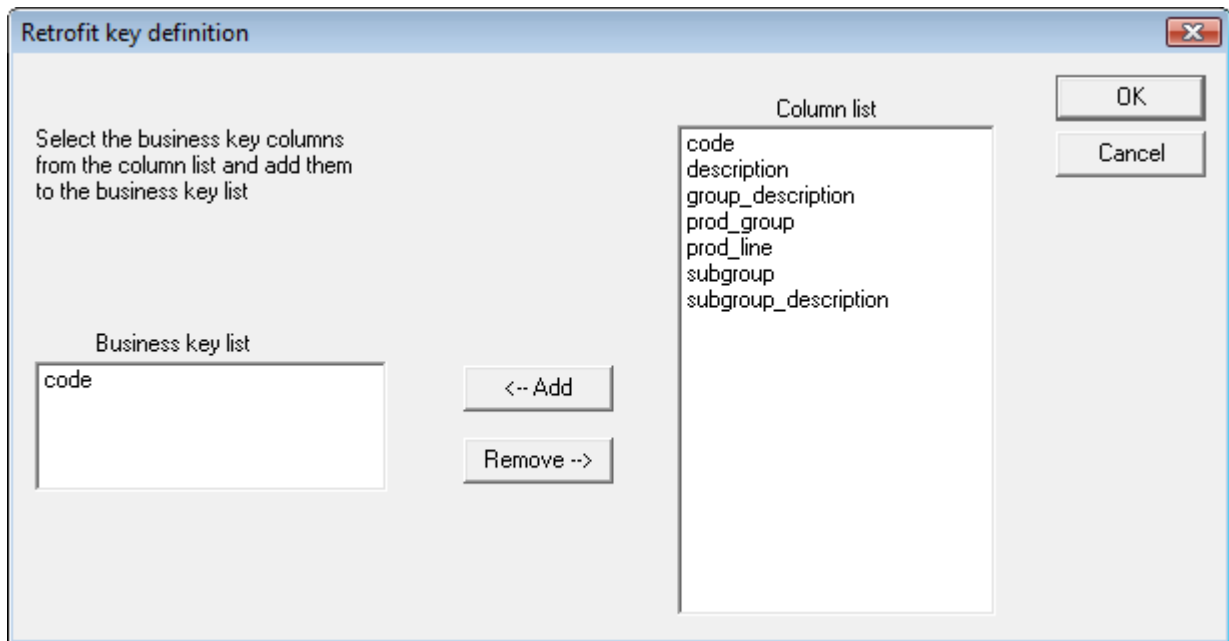 Retrofit key definition
Select the business key columns
from the column list and add them
to the business key list
Business key list
code
<-- Add
Remove -->
Column list
code
description
group_description
prod_group
prod_line
subgroup
subgroup_description
OK
Cancel